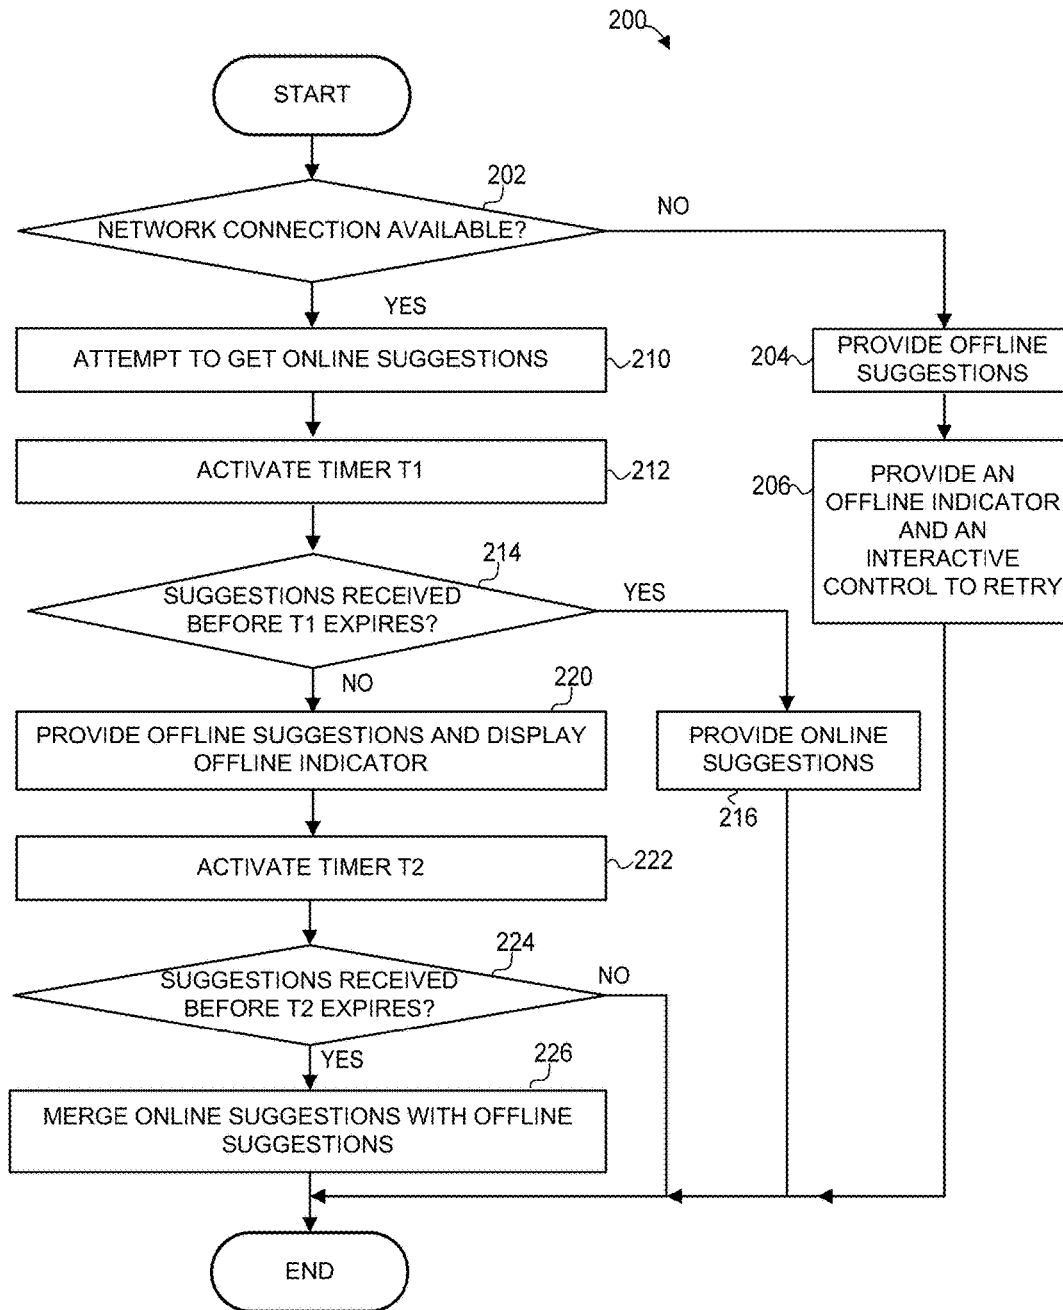 200
START
202
NETWORK CONNECTION AVAILABLE?
NO
YES
ATTEMPT TO GET ONLINE SUGGESTIONS
210
204
PROVIDE OFFLINE
SUGGESTIONS
ACTIVATE TIMER T1
212
206
PROVIDE AN
OFFLINE INDICATOR
AND AN
INTERACTIVE
CONTROL TO RETRY
214
SUGGESTIONS RECEIVED
BEFORE T1 EXPIRES?
YES
NO
220
PROVIDE OFFLINE SUGGESTIONS AND DISPLAY
OFFLINE INDICATOR
PROVIDE ONLINE
SUGGESTIONS
216
ACTIVATE TIMER T2
222
224
SUGGESTIONS RECEIVED
BEFORE T2 EXPIRES?
NO
YES
226
MERGE ONLINE SUGGESTIONS WITH OFFLINE
SUGGESTIONS
END